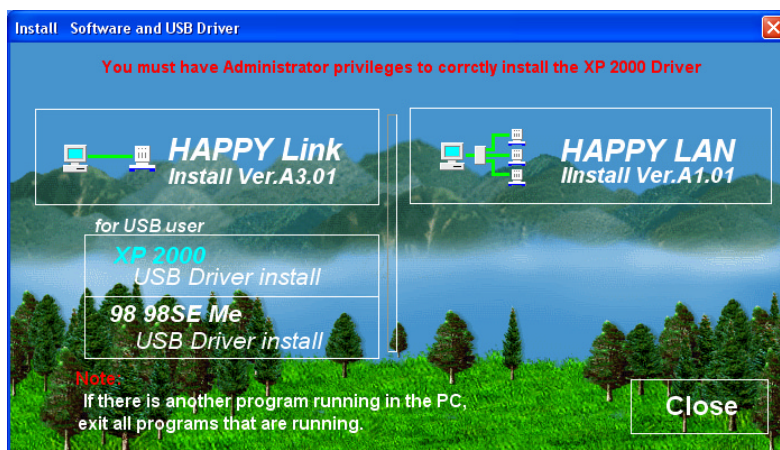 Install   Software and USB Driver
You must have Administrator privileges to corrctly install the XP 2000 Driver
HAPPY Link
Install Ver.A3.01
HAPPY LAN
IInstall Ver.A1.01
for USB user
XP 2000
USB Driver install
98 98SE Me
USB Driver install
Note:
If there is another program running in the PC,
exit all programs that are running.
Close